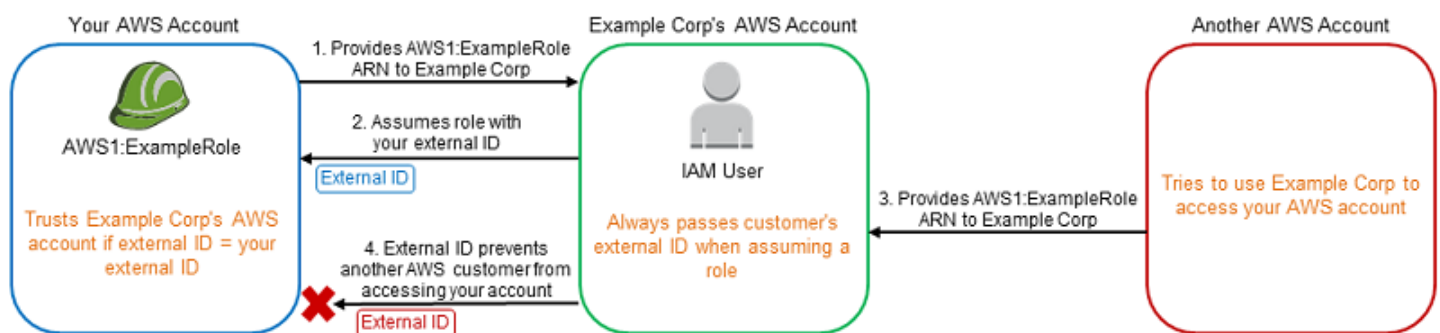 Your AWS Account
Example Corp's AWS Account
Another AWS Account
1. Provides AWS1:ExampleRole
ARN to Example Corp
AWS1:ExampleRole
2. Assumes role with
your external ID
External ID
IAM User
Trusts Example Corp's AWS
account if external ID = your
external ID
Always passes customer's
external ID when assuming a
role
3. Provides AWS1:ExampleRole
ARN to Example Corp
Tries to use Example Corp to
access your AWS account
4. External ID prevents
another AWS customer from
accessing your account
External ID